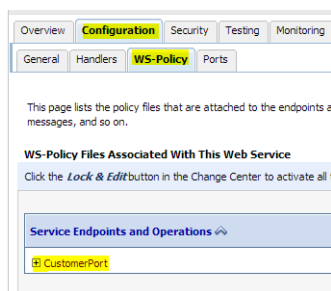 Overview Configuration Security Testing Monitoring
General Handlers WS-Policy Ports
This page lists the policy files that are attached to the endpoints a
messages, and so on.
WS-Policy Files Associated With This Web Service
Click the Lock & Edit button in the Change Center to activate all
Service Endpoints and Operations
CustomerPort